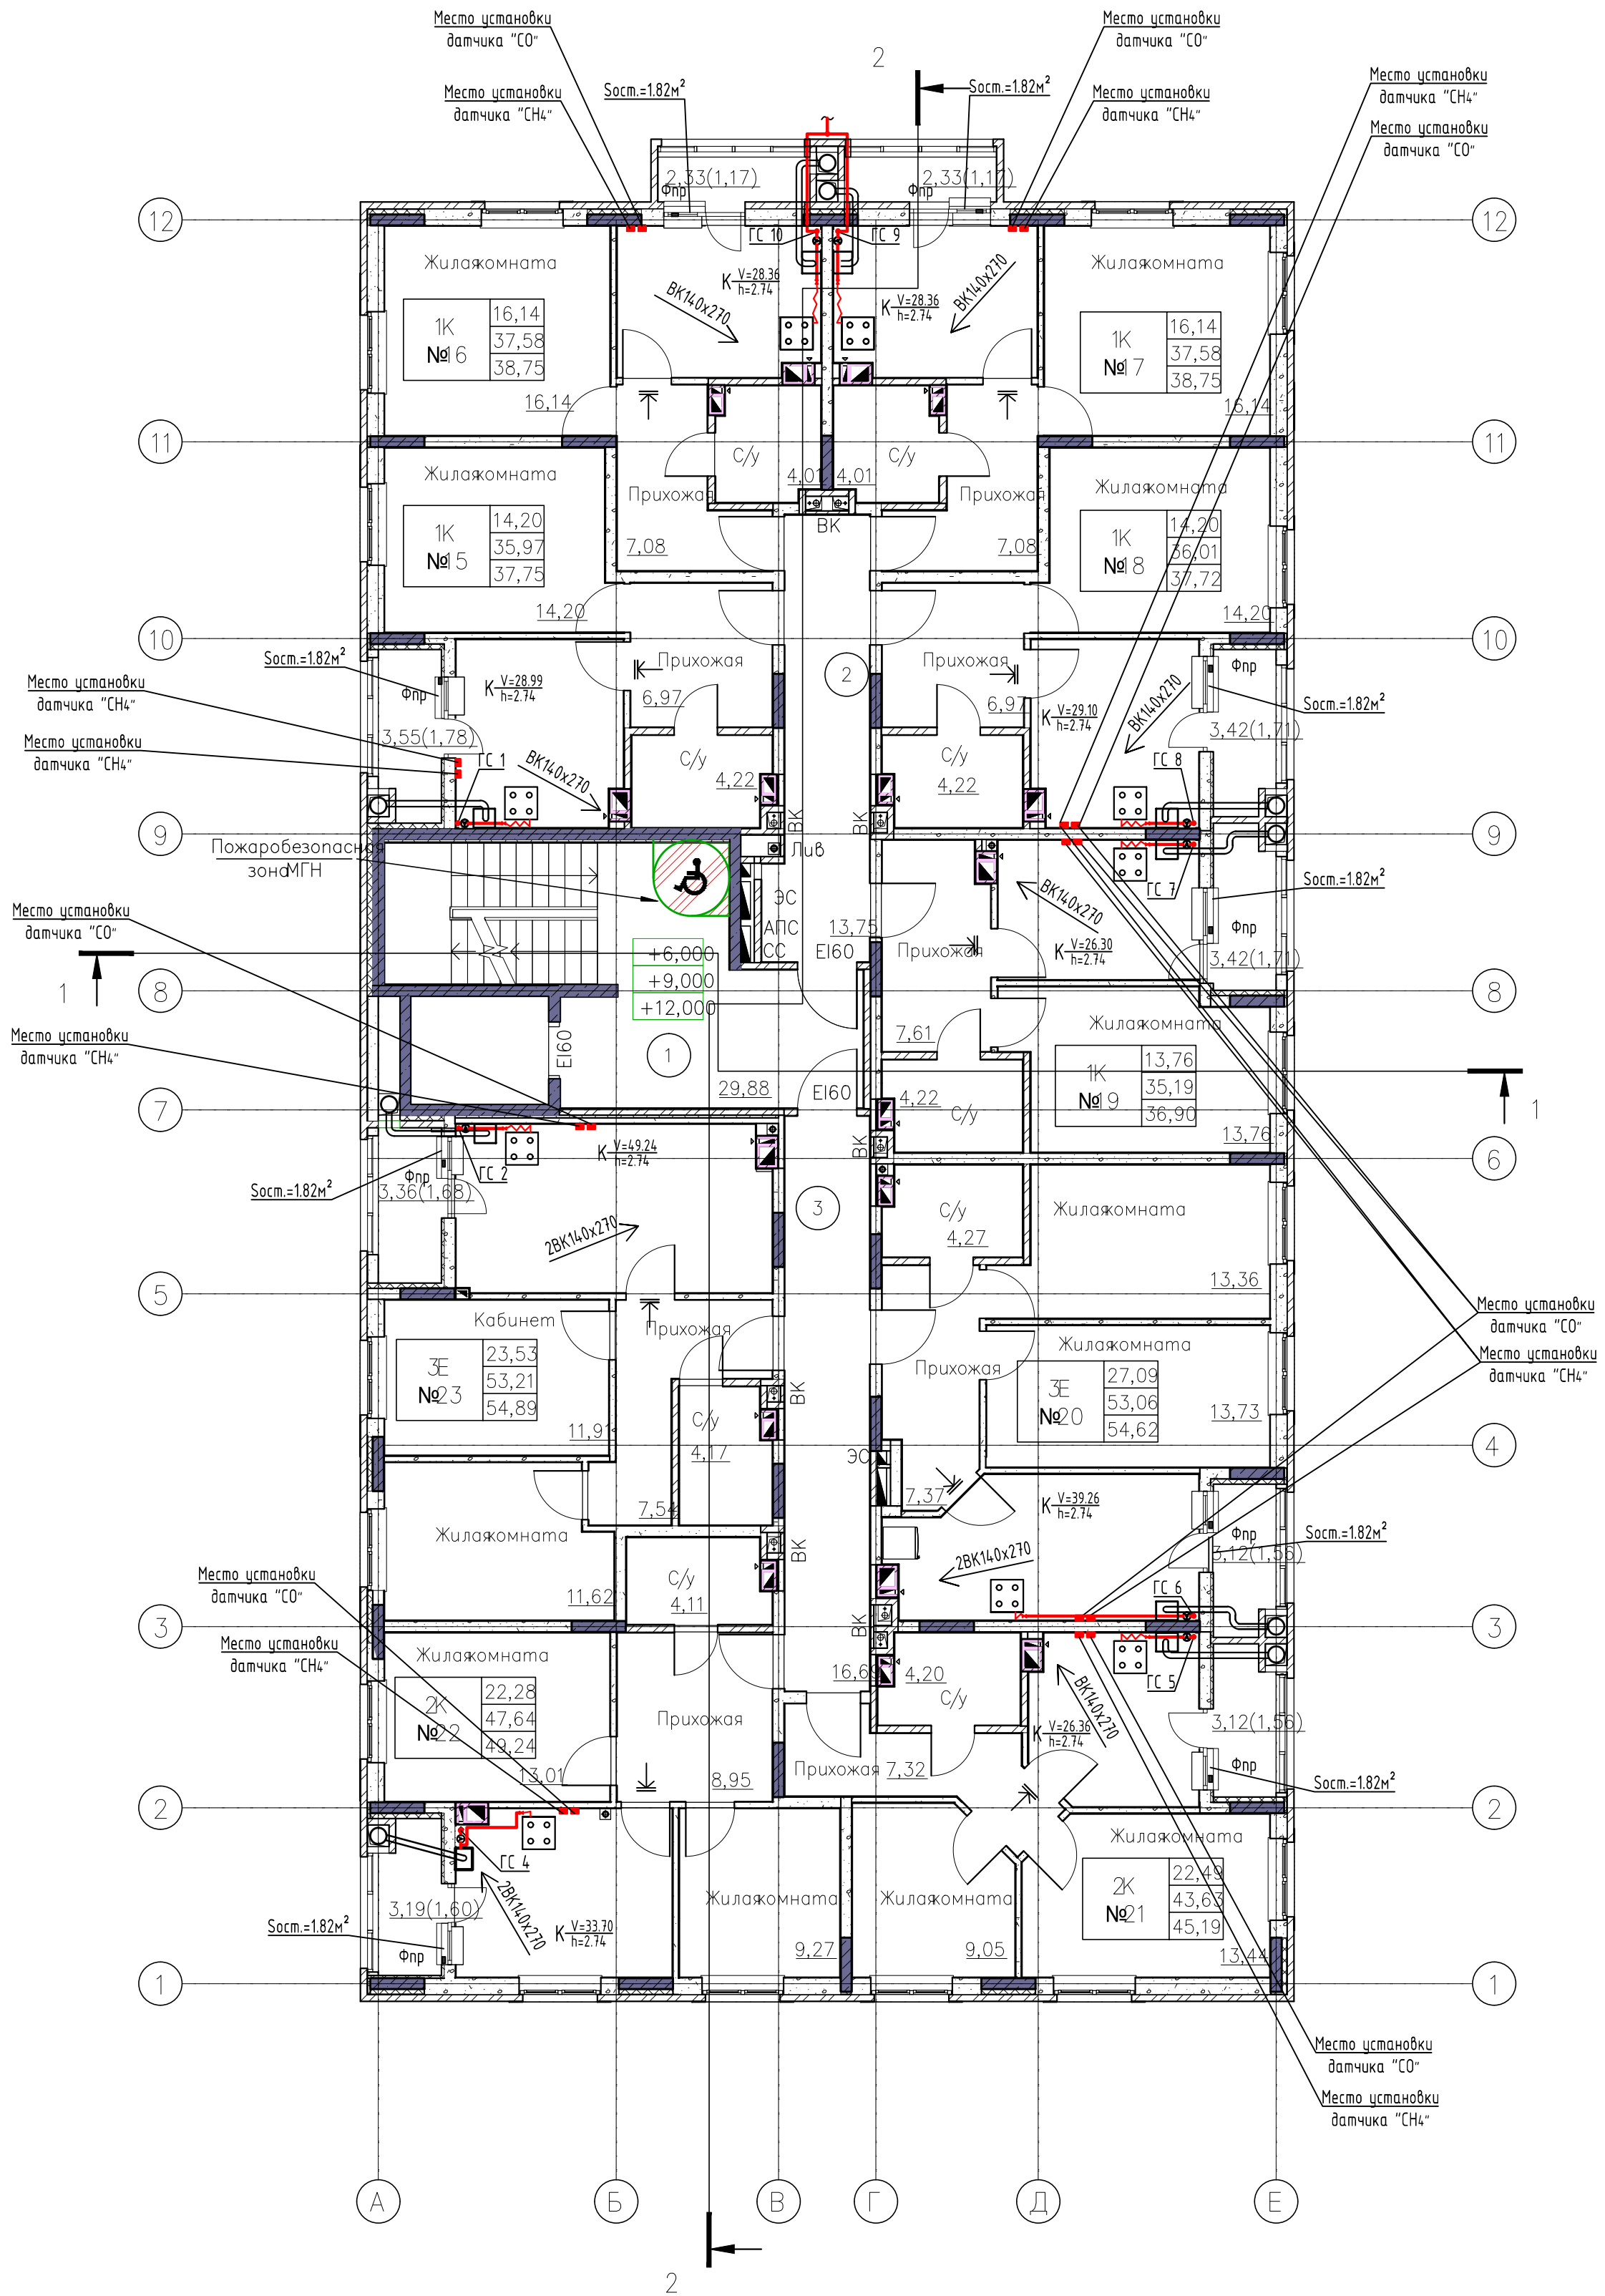 Место установки
датчика "СО"
Место установки
датчика "СО"
2
Место установки
датчика "СН4"
Sост.=1.82м²
Sост.=1.82м²
Место установки
датчика "СН4"
Место установки
датчика "СН4"
Место установки
датчика "СО"
2,33(1,17)
2,33(1,17)
Фпр
Фпр
12
12
ГС 10
ГС 9
Жилая комната
К V=28.36
h=2.74
К V=28.36
h=2.74
Жилая комната
ВК140х270
ВК140х270
1К
№16
16,14
37,58
38,75
1К
№17
16,14
37,58
38,75
16,14
16,14
11
11
С/у
С/у
4,01
4,01
Жилая комната
Прихожая
Прихожая
Жилая комната
ВК
1К
№15
14,20
35,97
37,75
7,08
7,08
1К
№18
14,20
36,01
37,72
14,20
14,20
10
10
Sост.=1.82м²
Прихожая
2
Прихожая
Фпр
Фпр
Место установки
датчика "СН4"
Фпр
К V=28.99
h=2.74
6,97
6,97
К V=29.10
h=2.74
ВК140х270
Sост.=1.82м²
3,55(1,78)
3,42(1,71)
Место установки
датчика "СН4"
ГС 1
ВК140х270
С/у
4,22
С/у
4,22
ГС 8
ВК
ВК
9
9
Пожаробезопасная
зона МГН
Лив
ГС 7
Sост.=1.82м²
ВК140х270
Место установки
датчика "СО"
ЭС
АПС
СС
13,75
EI60
Прихожая
К V=26.30
h=2.74
Фпр
3,42(1,71)
1
+6,000
+9,000
+12,000
8
8
Место установки
датчика "СН4"
EI60
1
29,88
EI60
7,61
Жилая комната
1К
№19
13,76
35,19
36,90
4,22
С/у
1
7
7
13,76
К V=49.24
h=2.74
ВК
6
6
Sост.=1.82м²
Фпр
3,36(1,68)
ГС 2
3
С/у
4,27
Жилая комната
2ВК140х270
13,36
5
5
Место установки
датчика "СО"
Кабинет
Прихожая
Жилая комната
Место установки
датчика "СН4"
3Е
№23
23,53
53,21
54,89
Прихожая
3Е
№20
27,09
53,06
54,62
ВК
11,91
С/у
4,17
13,73
4
4
ЭС
7,37
К V=39.26
h=2.74
7,54
Жилая комната
ВК
Фпр
Sост.=1.82м²
3,12(1,56)
2ВК140х270
Место установки
датчика "СО"
11,62
С/у
4,11
ГС 6
3
3
ВК
Место установки
датчика "СН4"
Жилая комната
16,69
4,20
С/у
ГС 5
2К
№22
22,28
47,64
49,24
Прихожая
К V=26.36
h=2.74
ВК140х270
3,12(1,56)
13,01
8,95
Прихожая
7,32
Фпр
Sост.=1.82м²
2
2
ГС 4
Жилая комната
3,19(1,60)
2ВК140х270
Жилая комната
Жилая комната
2К
№21
22,49
43,63
45,19
Sост.=1.82м²
К V=33.70
h=2.74
Фпр
9,27
9,05
13,44
1
1
Место установки
датчика "СО"
Место установки
датчика "СН4"
А
Б
В
Г
Д
Е
2